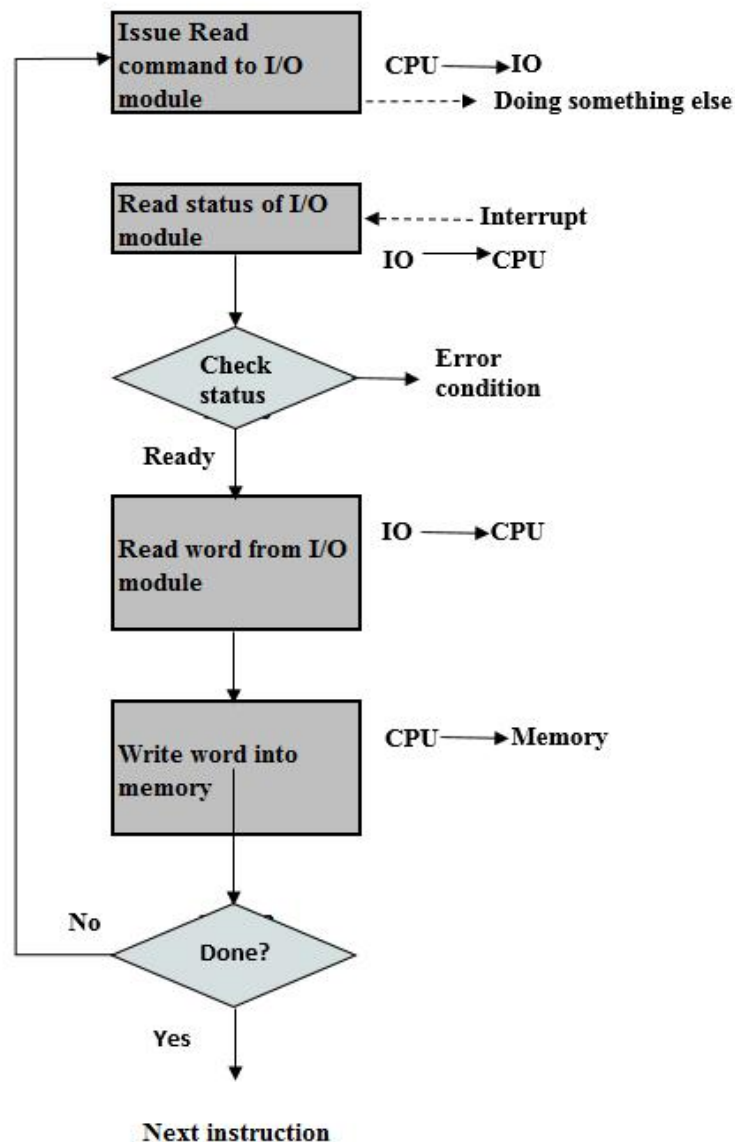 Issue Read
command to I/O
module
CPU IO
Doing something else
Read status of I/O
module
Interrupt
IO CPU
Check
status
Error
condition
Ready
Read word from I/O
module
IO CPU
Write word into
memory
CPU Memory
No
Done?
Yes
Next instruction